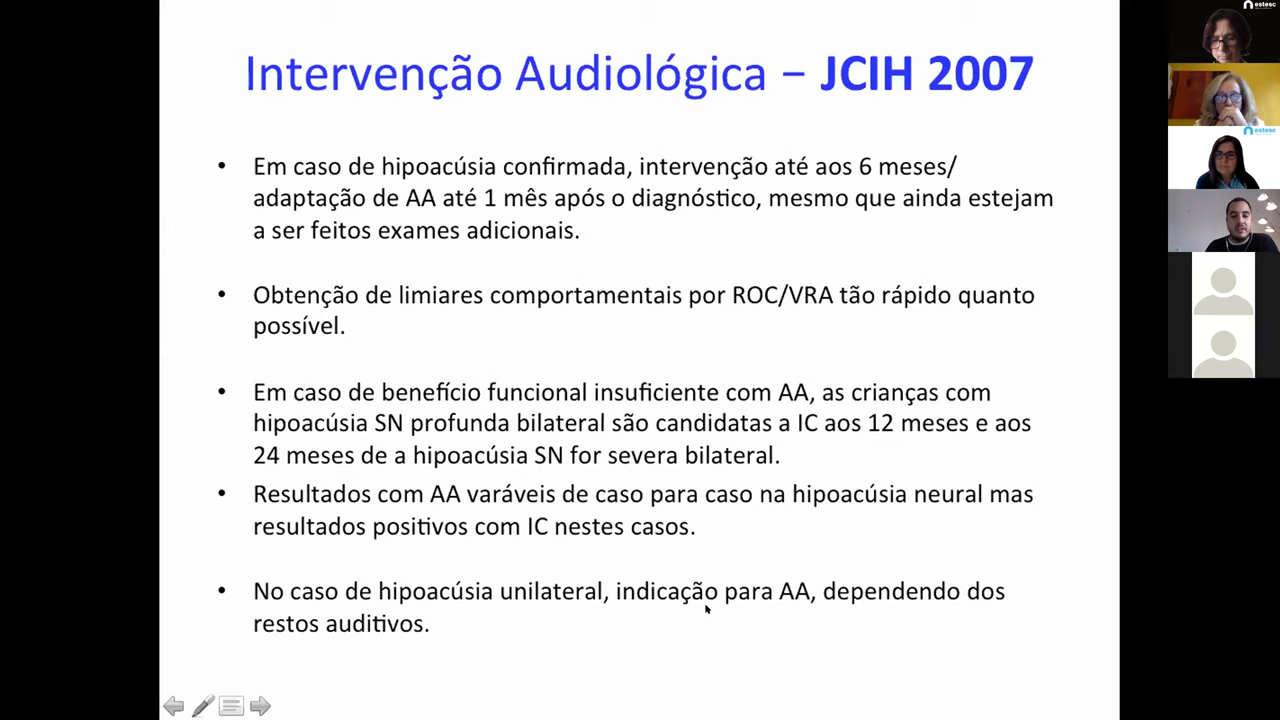 Intervenção Audiológica – JCIH 2007
• Em caso de hipoacúsia confirmada, intervenção até aos 6 meses/
adaptação de AA até 1 mês após o diagnóstico, mesmo que ainda estejam
a ser feitos exames adicionais.
• Obtenção de limiares comportamentais por ROC/VRA tão rápido quanto
possível.
• Em caso de benefício funcional insuficiente com AA, as crianças com
hipoacúsia SN profunda bilateral são candidatas a IC aos 12 meses e aos
24 meses de a hipoacúsia SN for severa bilateral.
• Resultados com AA varáveis de caso para caso na hipoacúsia neural mas
resultados positivos com IC nestes casos.
• No caso de hipoacúsia unilateral, indicação para AA, dependendo dos
restos auditivos.
estesc
estesc